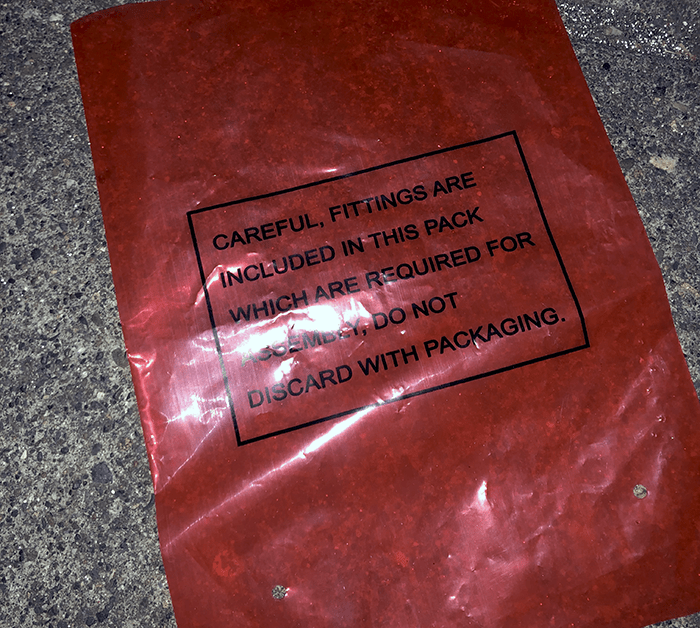 CAREFUL, FITTINGS ARE
INCLUDED IN THIS PACK
WHICH ARE REQUIRED FOR
ASSEMBLY, DO NOT
DISCARD WITH PACKAGING.